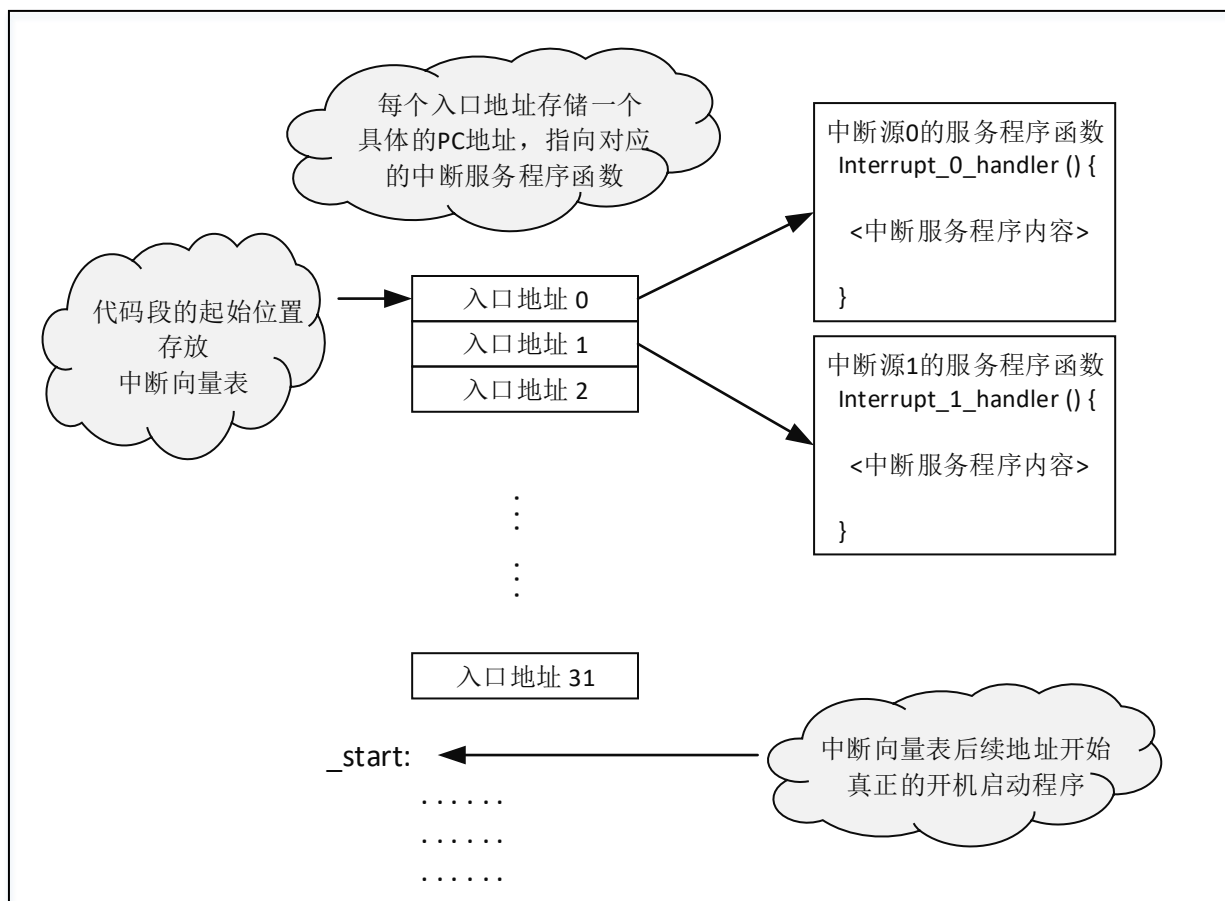 每个入口地址存储一个
具体的PC地址，指向对应
的中断服务程序函数
代码段的起始位置
存放
中断向量表
入口地址 0
入口地址 1
入口地址 2
入口地址 31
中断源0的服务程序函数
Interrupt_0_handler () {
<中断服务程序内容>
}
中断源1的服务程序函数
Interrupt_1_handler () {
<中断服务程序内容>
}
_start:
......
......
......
中断向量表后续地址开始
真正的开机启动程序